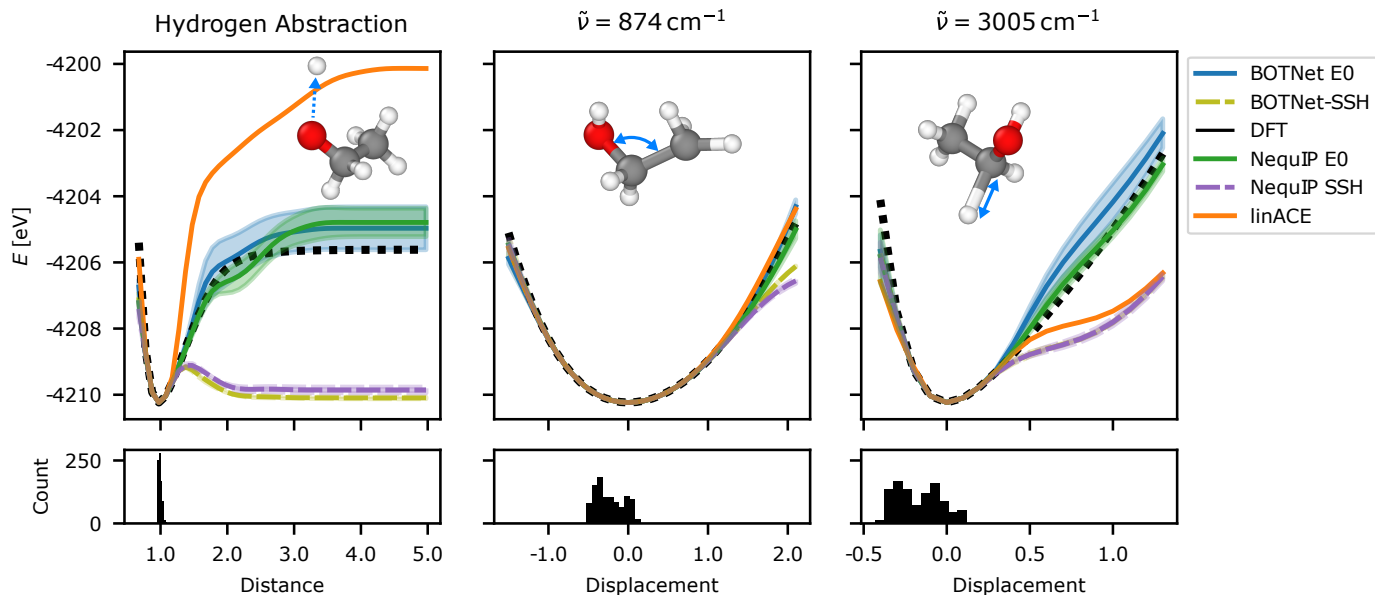 Hydrogen Abstraction
ν̃ = 874 cm⁻¹
ν̃ = 3005 cm⁻¹
E [eV]
-4200
-4202
-4204
-4206
-4208
-4210
BOTNet E0
BOTNet-SSH
DFT
NequIP E0
NequIP SSH
linACE
Count
250
0
1.0 2.0 3.0 4.0 5.0
Distance
-1.0 0.0 1.0 2.0
Displacement
-0.5 0.0 1.0
Displacement